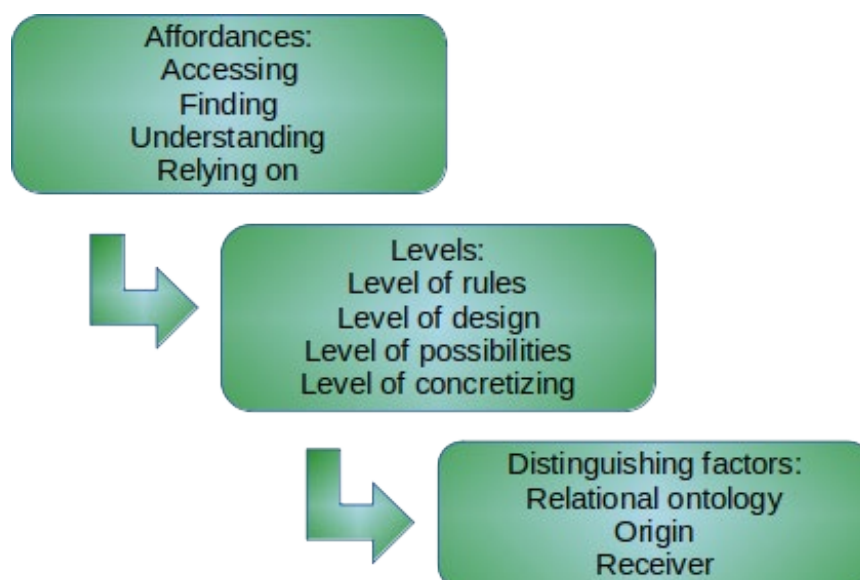 Affordances:
Accessing
Finding
Understanding
Relying on
Levels:
Level of rules
Level of design
Level of possibilities
Level of concretizing
Distinguishing factors:
Relational ontology
Origin
Receiver